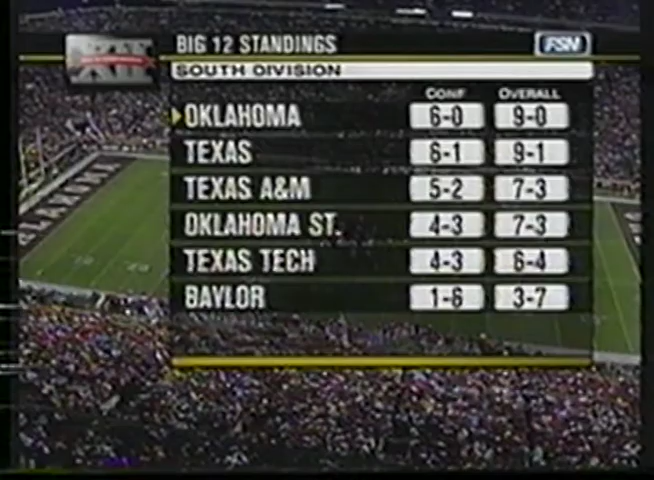 XII
BIG 12 STANDINGS
FSN
SOUTH DIVISION
CONF OVERALL
OKLAHOMA 6-0 9-0
TEXAS 6-1 9-1
TEXAS A&M 5-2 7-3
OKLAHOMA ST. 4-3 7-3
TEXAS TECH 4-3 6-4
BAYLOR 1-6 3-7